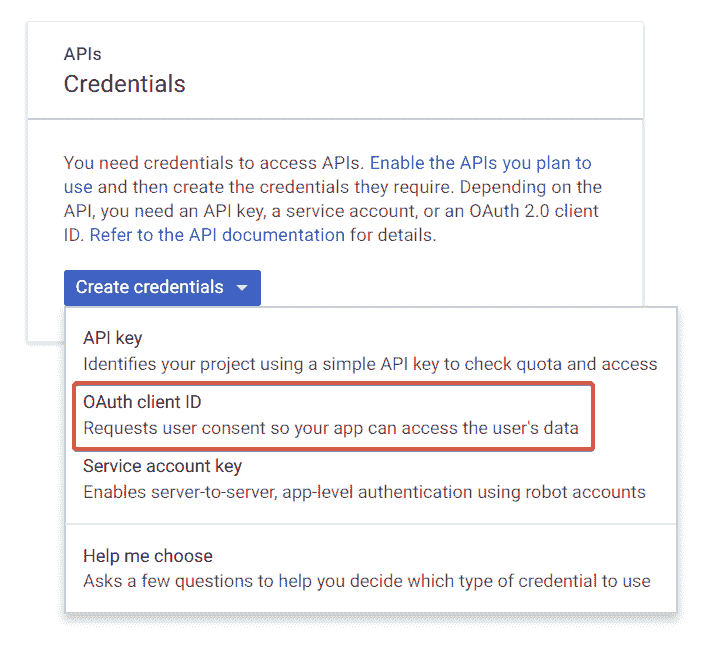 APIs
Credentials
You need credentials to access APIs. Enable the APIs you plan to
use and then create the credentials they require. Depending on the
API, you need an API key, a service account, or an OAuth 2.0 client
ID. Refer to the API documentation for details.
Create credentials
API key
Identifies your project using a simple API key to check quota and access
OAuth client ID
Requests user consent so your app can access the user's data
Service account key
Enables server-to-server, app-level authentication using robot accounts
Help me choose
Asks a few questions to help you decide which type of credential to use